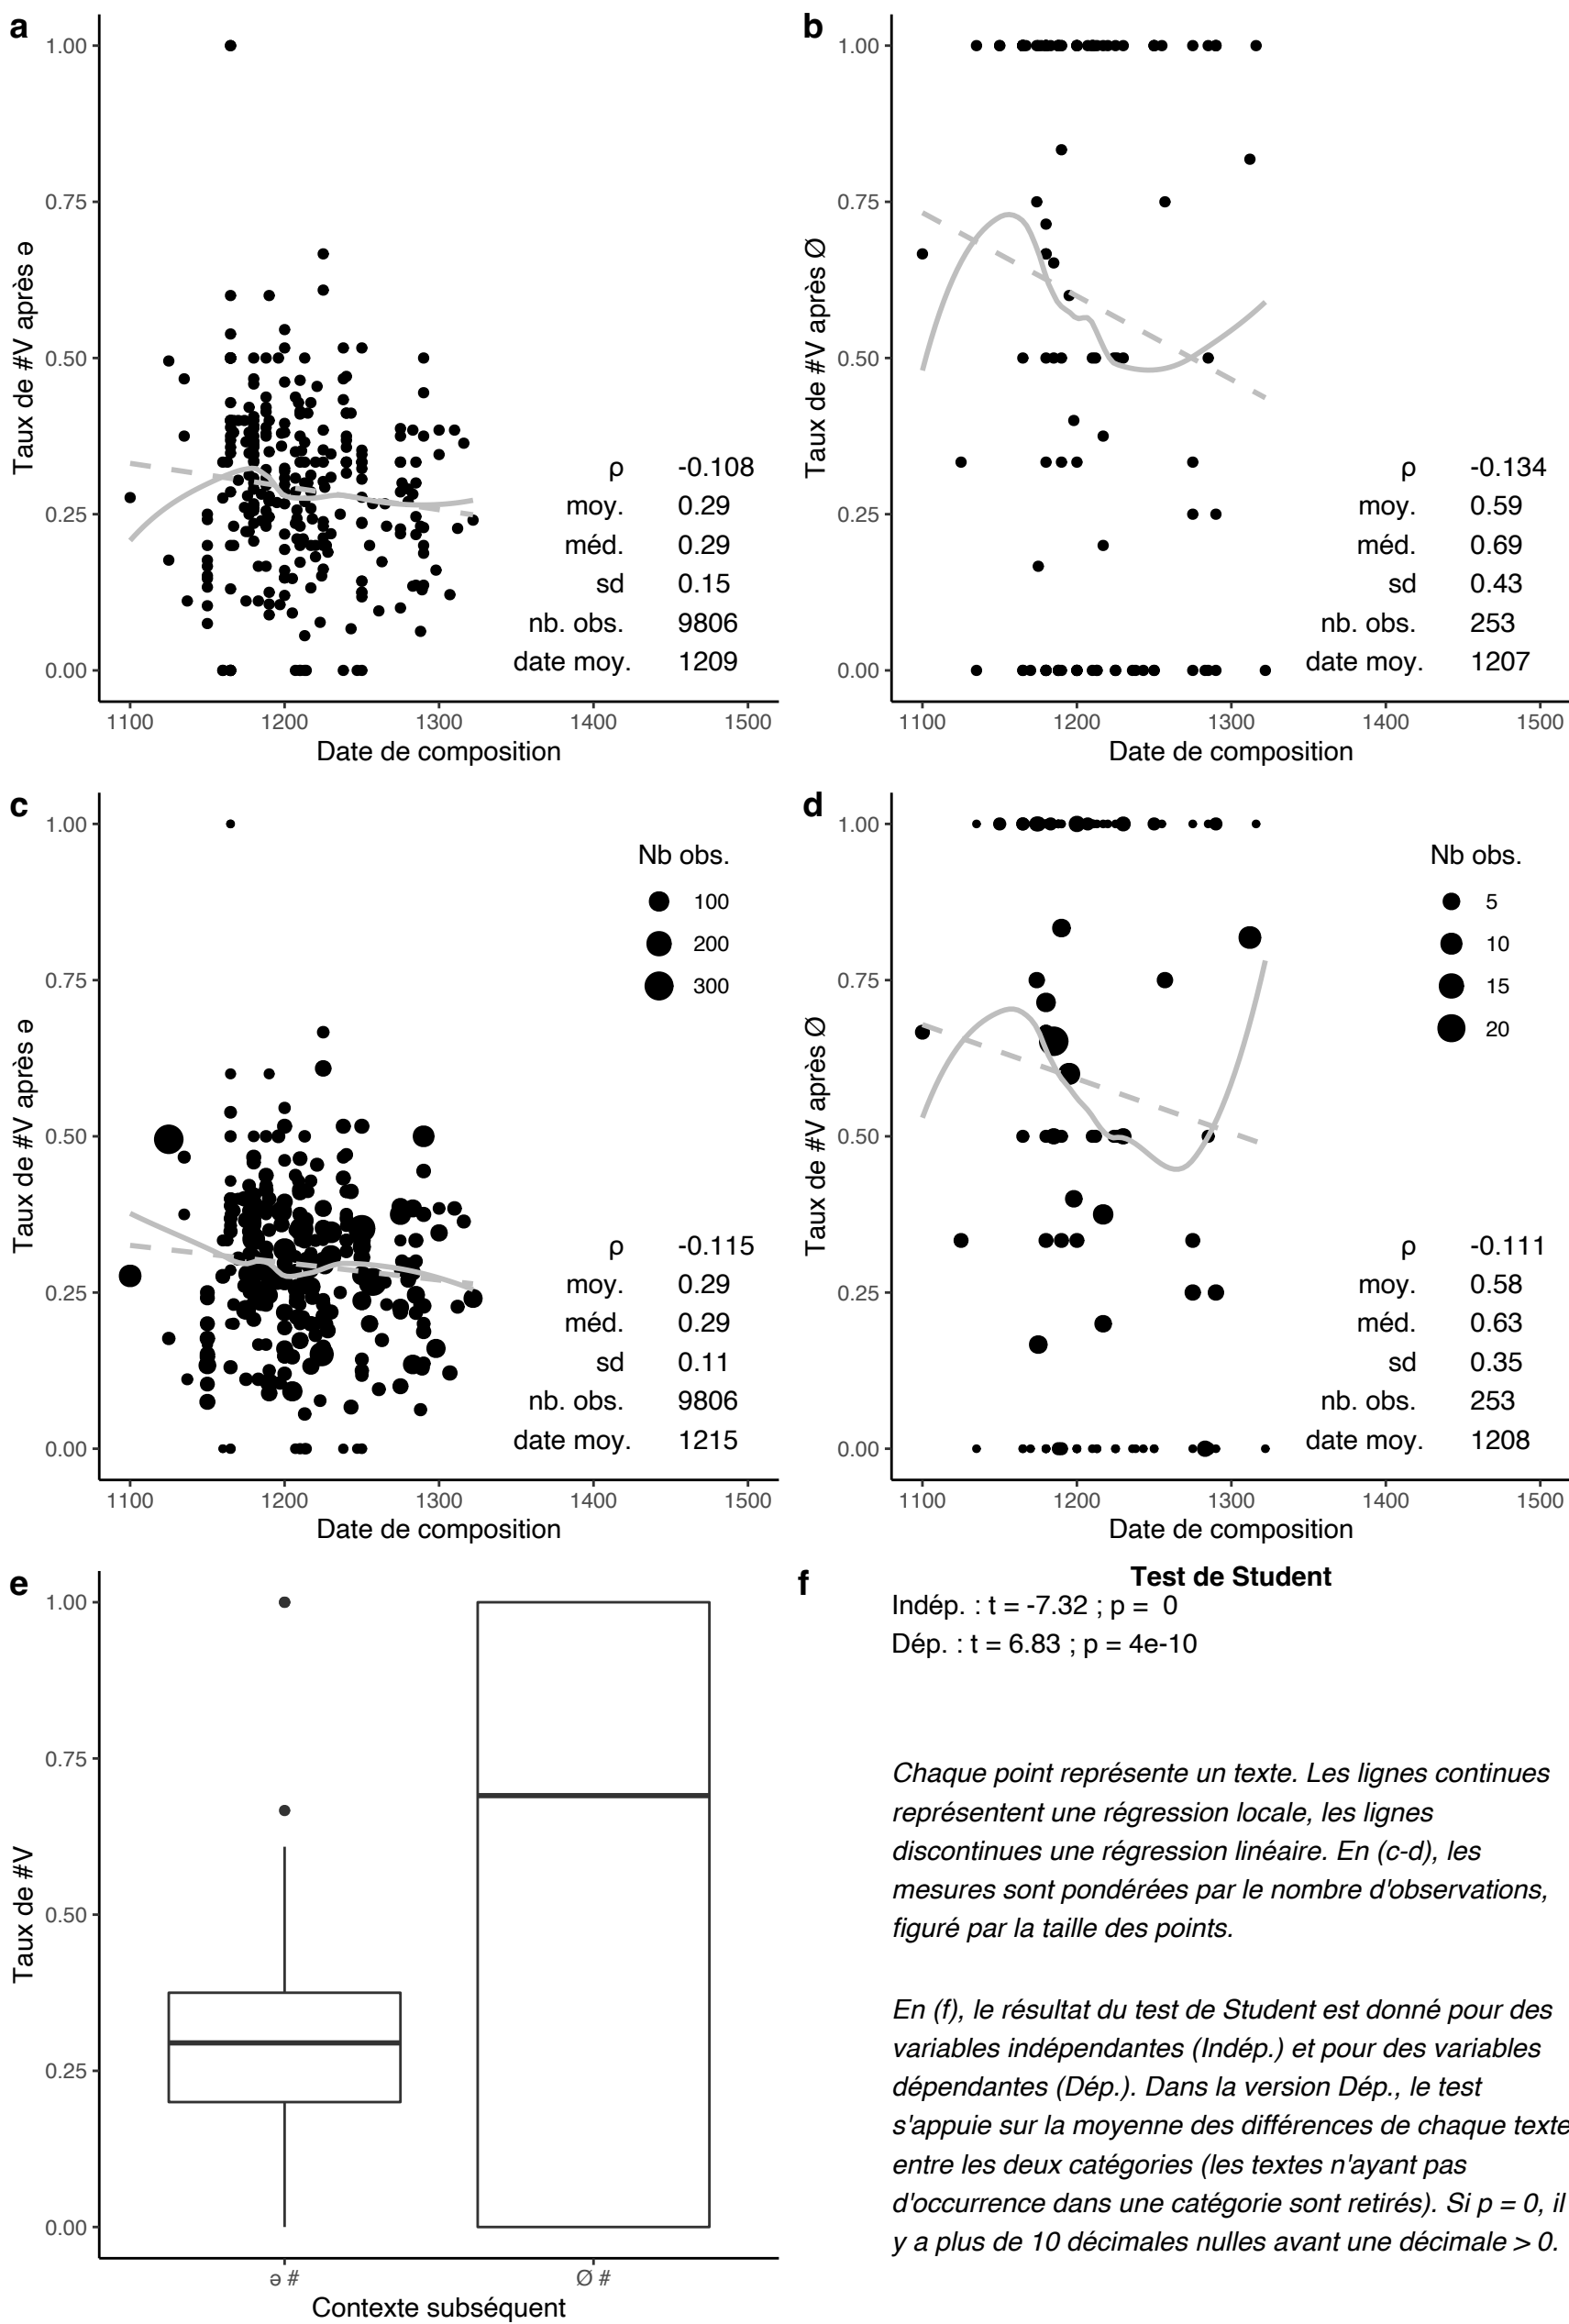 a
1.00
0.75
0.50
0.25
0.00
Taux de #V après ə
ρ -0.108
moy. 0.29
méd. 0.29
sd 0.15
nb. obs. 9806
date moy. 1209
1100 1200 1300 1400 1500
Date de composition
b
1.00
0.75
0.50
0.25
0.00
Taux de #V après Ø
ρ -0.134
moy. 0.59
méd. 0.69
sd 0.43
nb. obs. 253
date moy. 1207
1100 1200 1300 1400 1500
Date de composition
c
1.00
0.75
0.50
0.25
0.00
Taux de #V après ə
Nb obs.
100
200
300
ρ -0.115
moy. 0.29
méd. 0.29
sd 0.11
nb. obs. 9806
date moy. 1215
1100 1200 1300 1400 1500
Date de composition
d
1.00
0.75
0.50
0.25
0.00
Taux de #V après Ø
Nb obs.
5
10
15
20
ρ -0.111
moy. 0.58
méd. 0.63
sd 0.35
nb. obs. 253
date moy. 1208
1100 1200 1300 1400 1500
Date de composition
e
1.00
0.75
0.50
0.25
0.00
Taux de #V
ə # Ø #
Contexte subséquent
f
Test de Student
Indép. : t = -7.32 ; p = 0
Dép. : t = 6.83 ; p = 4e-10
Chaque point représente un texte. Les lignes continues
représentent une régression locale, les lignes
discontinues une régression linéaire. En (c-d), les
mesures sont pondérées par le nombre d'observations,
figuré par la taille des points.
En (f), le résultat du test de Student est donné pour des
variables indépendantes (Indép.) et pour des variables
dépendantes (Dép.). Dans la version Dép., le test
s'appuie sur la moyenne des différences de chaque texte
entre les deux catégories (les textes n'ayant pas
d'occurrence dans une catégorie sont retirés). Si p = 0, il
y a plus de 10 décimales nulles avant une décimale > 0.